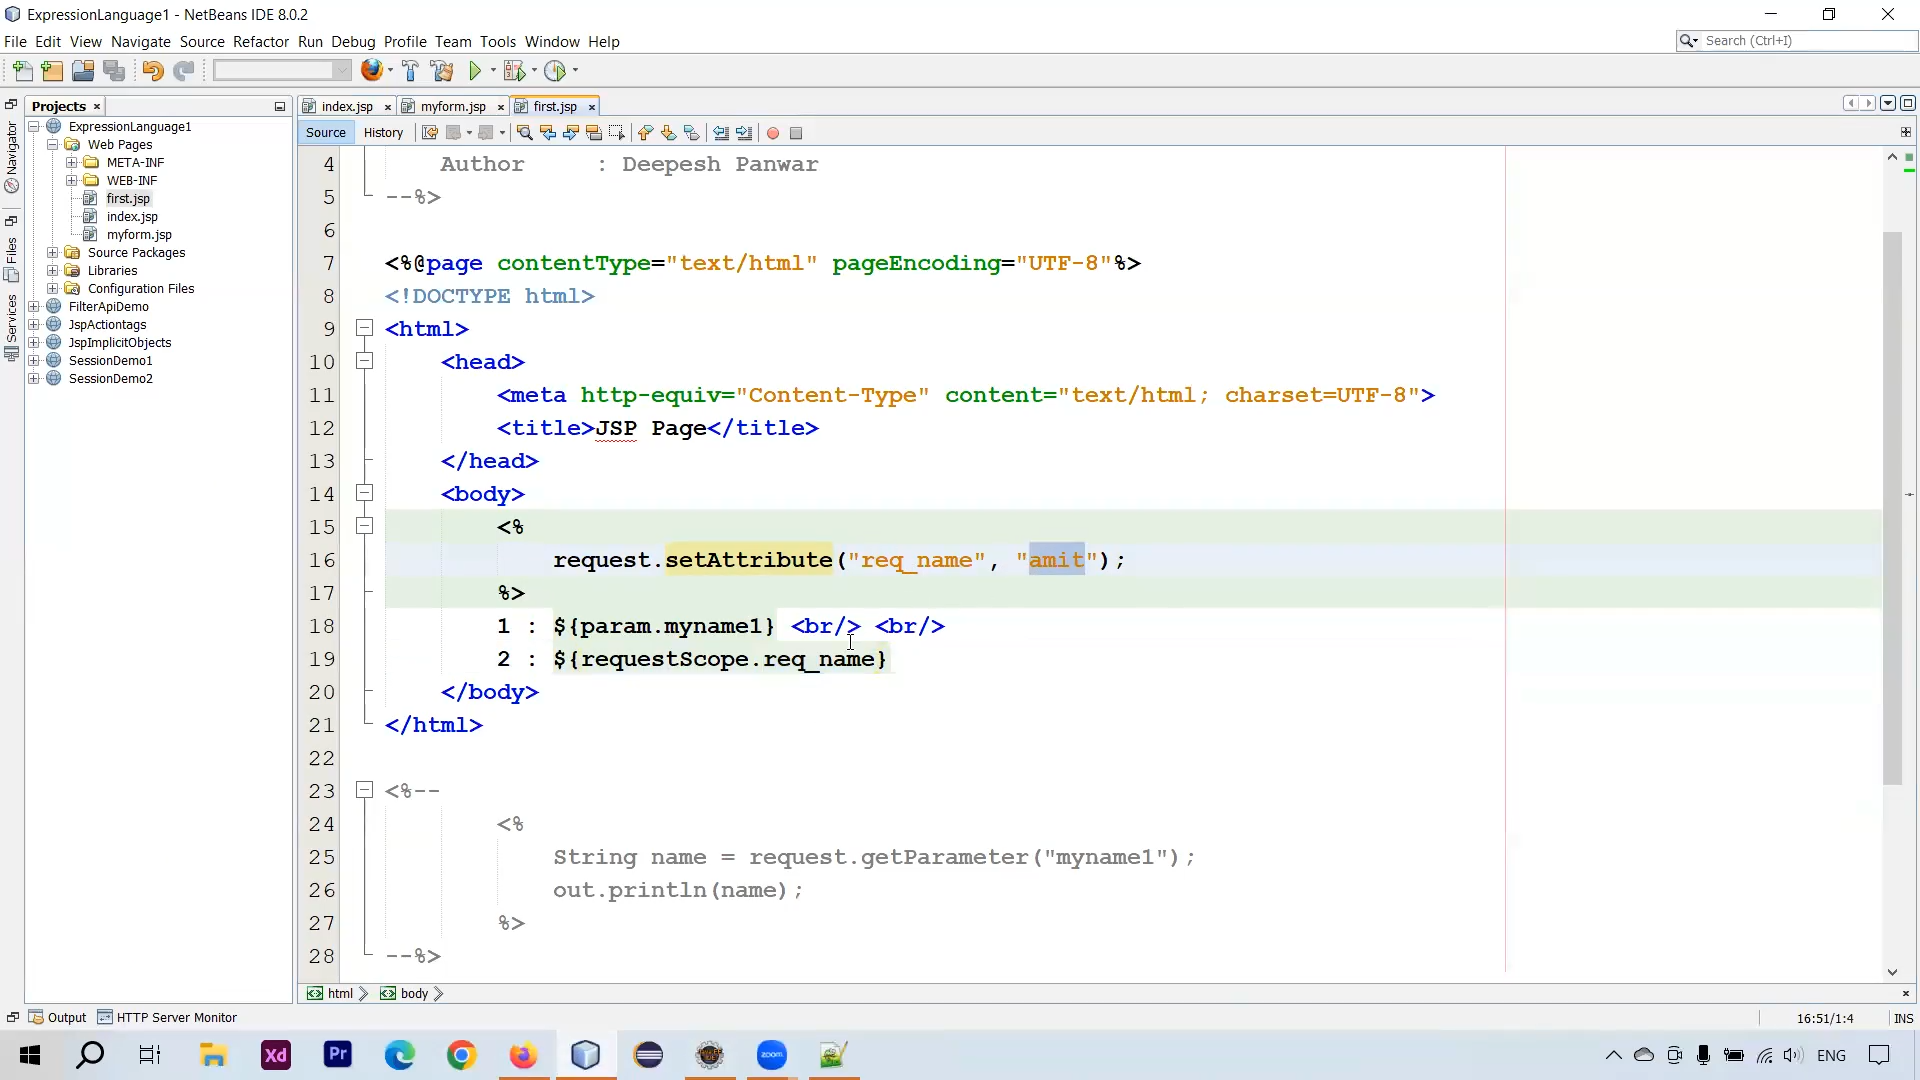 ExpressionLanguage1 - NetBeans IDE 8.0.2
File Edit View Navigate Source Refactor Run Debug Profile Team Tools Window Help
Search (Ctrl+I)
Projects
index.jsp
myform.jsp
first.jsp
Source
History
Navigator
Files
Services
ExpressionLanguage1
Web Pages
META-INF
WEB-INF
first.jsp
index.jsp
myform.jsp
Source Packages
Libraries
Configuration Files
FilterApiDemo
JspActiontags
JspImplicitObjects
SessionDemo1
SessionDemo2
4 Author : Deepesh Panwar
5 --%>
6
7 <%@page contentType="text/html" pageEncoding="UTF-8"%>
8 <!DOCTYPE html>
9 <html>
10 <head>
11 <meta http-equiv="Content-Type" content="text/html; charset=UTF-8">
12 <title>JSP Page</title>
13 </head>
14 <body>
15 <%
16 request.setAttribute("req_name", "amit");
17 %>
18 1 : ${param.myname1} <br/> <br/>
19 2 : ${requestScope.req_name}
20 </body>
21 </html>
22
23 <%--
24 <%
25 String name = request.getParameter("myname1");
26 out.println(name);
27 %>
28 --%>
html
body
Output
HTTP Server Monitor
16:51/1:4
INS
Xd
Pr
zoom
ENG